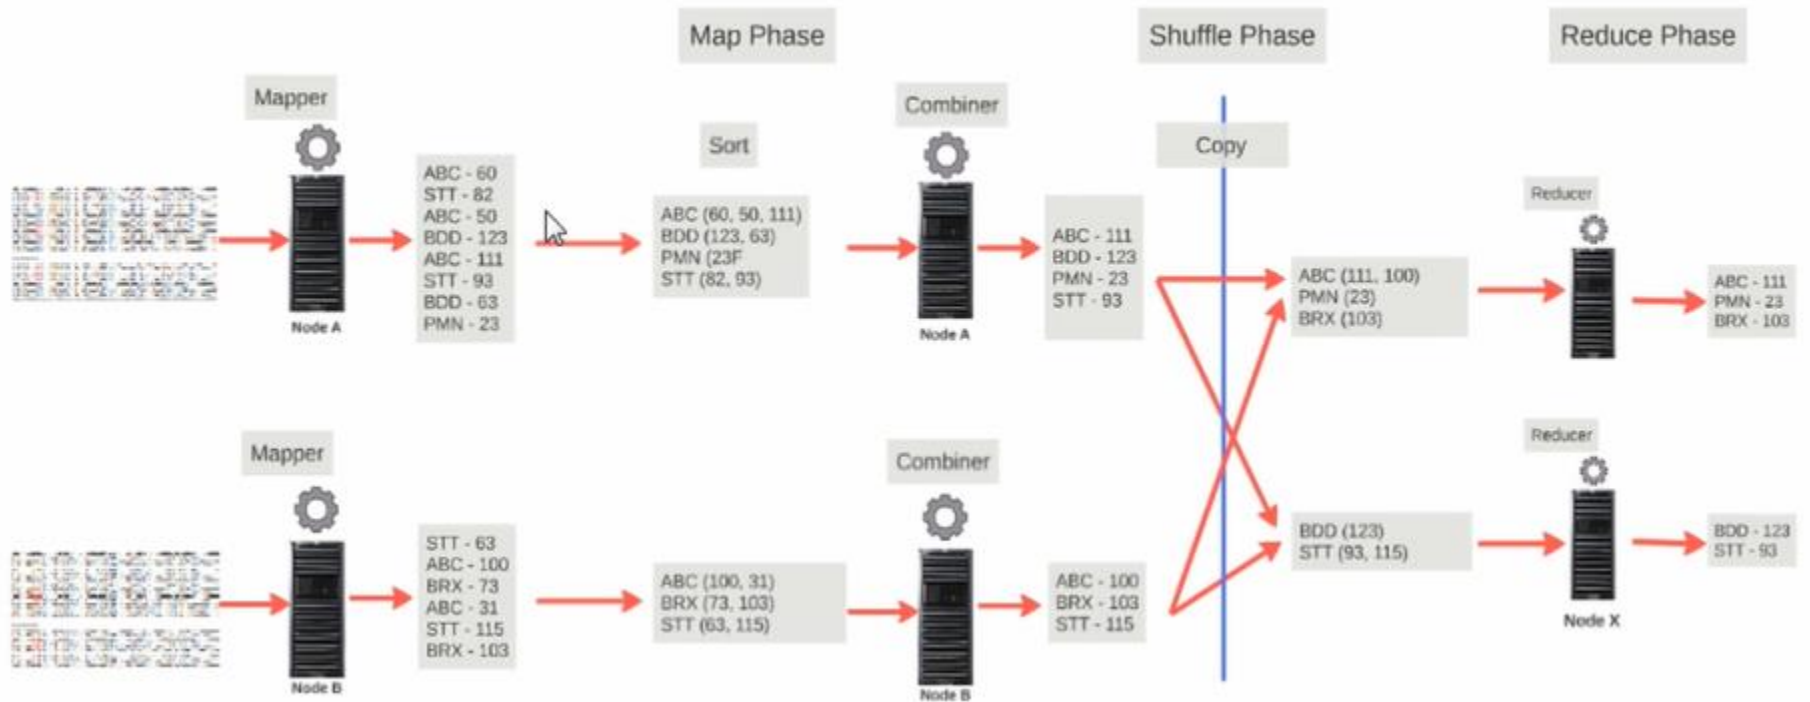 Map Phase
Shuffle Phase
Reduce Phase
Mapper
Combiner
Sort
Copy
Reducer
ABC - 60
STT - 82
ABC - 50
BDD - 123
ABC - 111
STT - 93
BDD - 63
PMN - 23
ABC (60, 50, 111)
BDD (123, 63)
PMN (23F
STT (82, 93)
ABC - 111
BDD - 123
PMN - 23
STT - 93
ABC (111, 100)
PMN (23)
BRX (103)
ABC - 111
PMN - 23
BRX - 103
Node A
Node A
Mapper
Combiner
Reducer
STT - 63
ABC - 100
BRX - 73
ABC - 31
STT - 115
BRX - 103
ABC (100, 31)
BRX (73, 103)
STT (63, 115)
ABC - 100
BRX - 103
STT - 115
BDD (123)
STT (93, 115)
BDD - 123
STT - 93
Node X
Node B
Node B